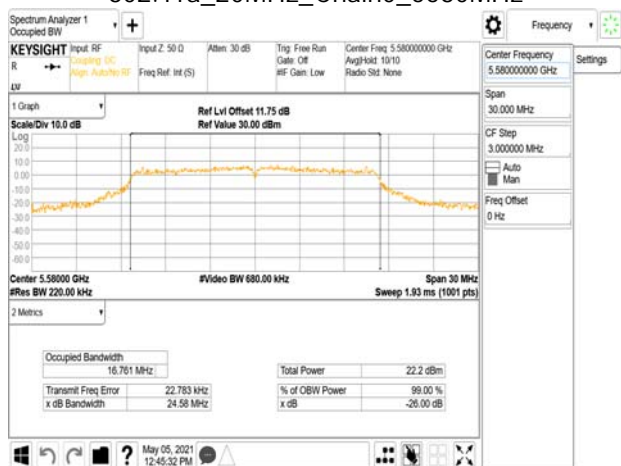 802.11a_20MHz_Chain0_5580MHz
Spectrum Analyzer 1
Occupied BW
Frequency
KEYSIGHT
Input: RF
Coupling: DC
Align: Auto/No RF
Input Z: 50 Ω
Freq Ref: Int (S)
Atten: 30 dB
Trig: Free Run
Gate: Off
#IF Gain: Low
Center Freq: 5.580000000 GHz
Avg|Hold: 10/10
Radio Std: None
R
LW
Center Frequency
5.580000000 GHz
Settings
Span
30.000 MHz
CF Step
3.000000 MHz
Auto
Man
Freq Offset
0 Hz
1 Graph
Scale/Div 10.0 dB
Ref Lvl Offset 11.75 dB
Ref Value 30.00 dBm
Log
20.0
10.0
0.00
-10.0
-20.0
-30.0
-40.0
-50.0
-60.0
Center 5.58000 GHz
#Res BW 220.00 kHz
#Video BW 680.00 kHz
Span 30 MHz
Sweep 1.93 ms (1001 pts)
2 Metrics
Occupied Bandwidth
16.761 MHz
Transmit Freq Error 22.783 kHz
x dB Bandwidth 24.58 MHz
Total Power 22.2 dBm
% of OBW Power 99.00 %
x dB -26.00 dB
May 05, 2021
12:45:32 PM